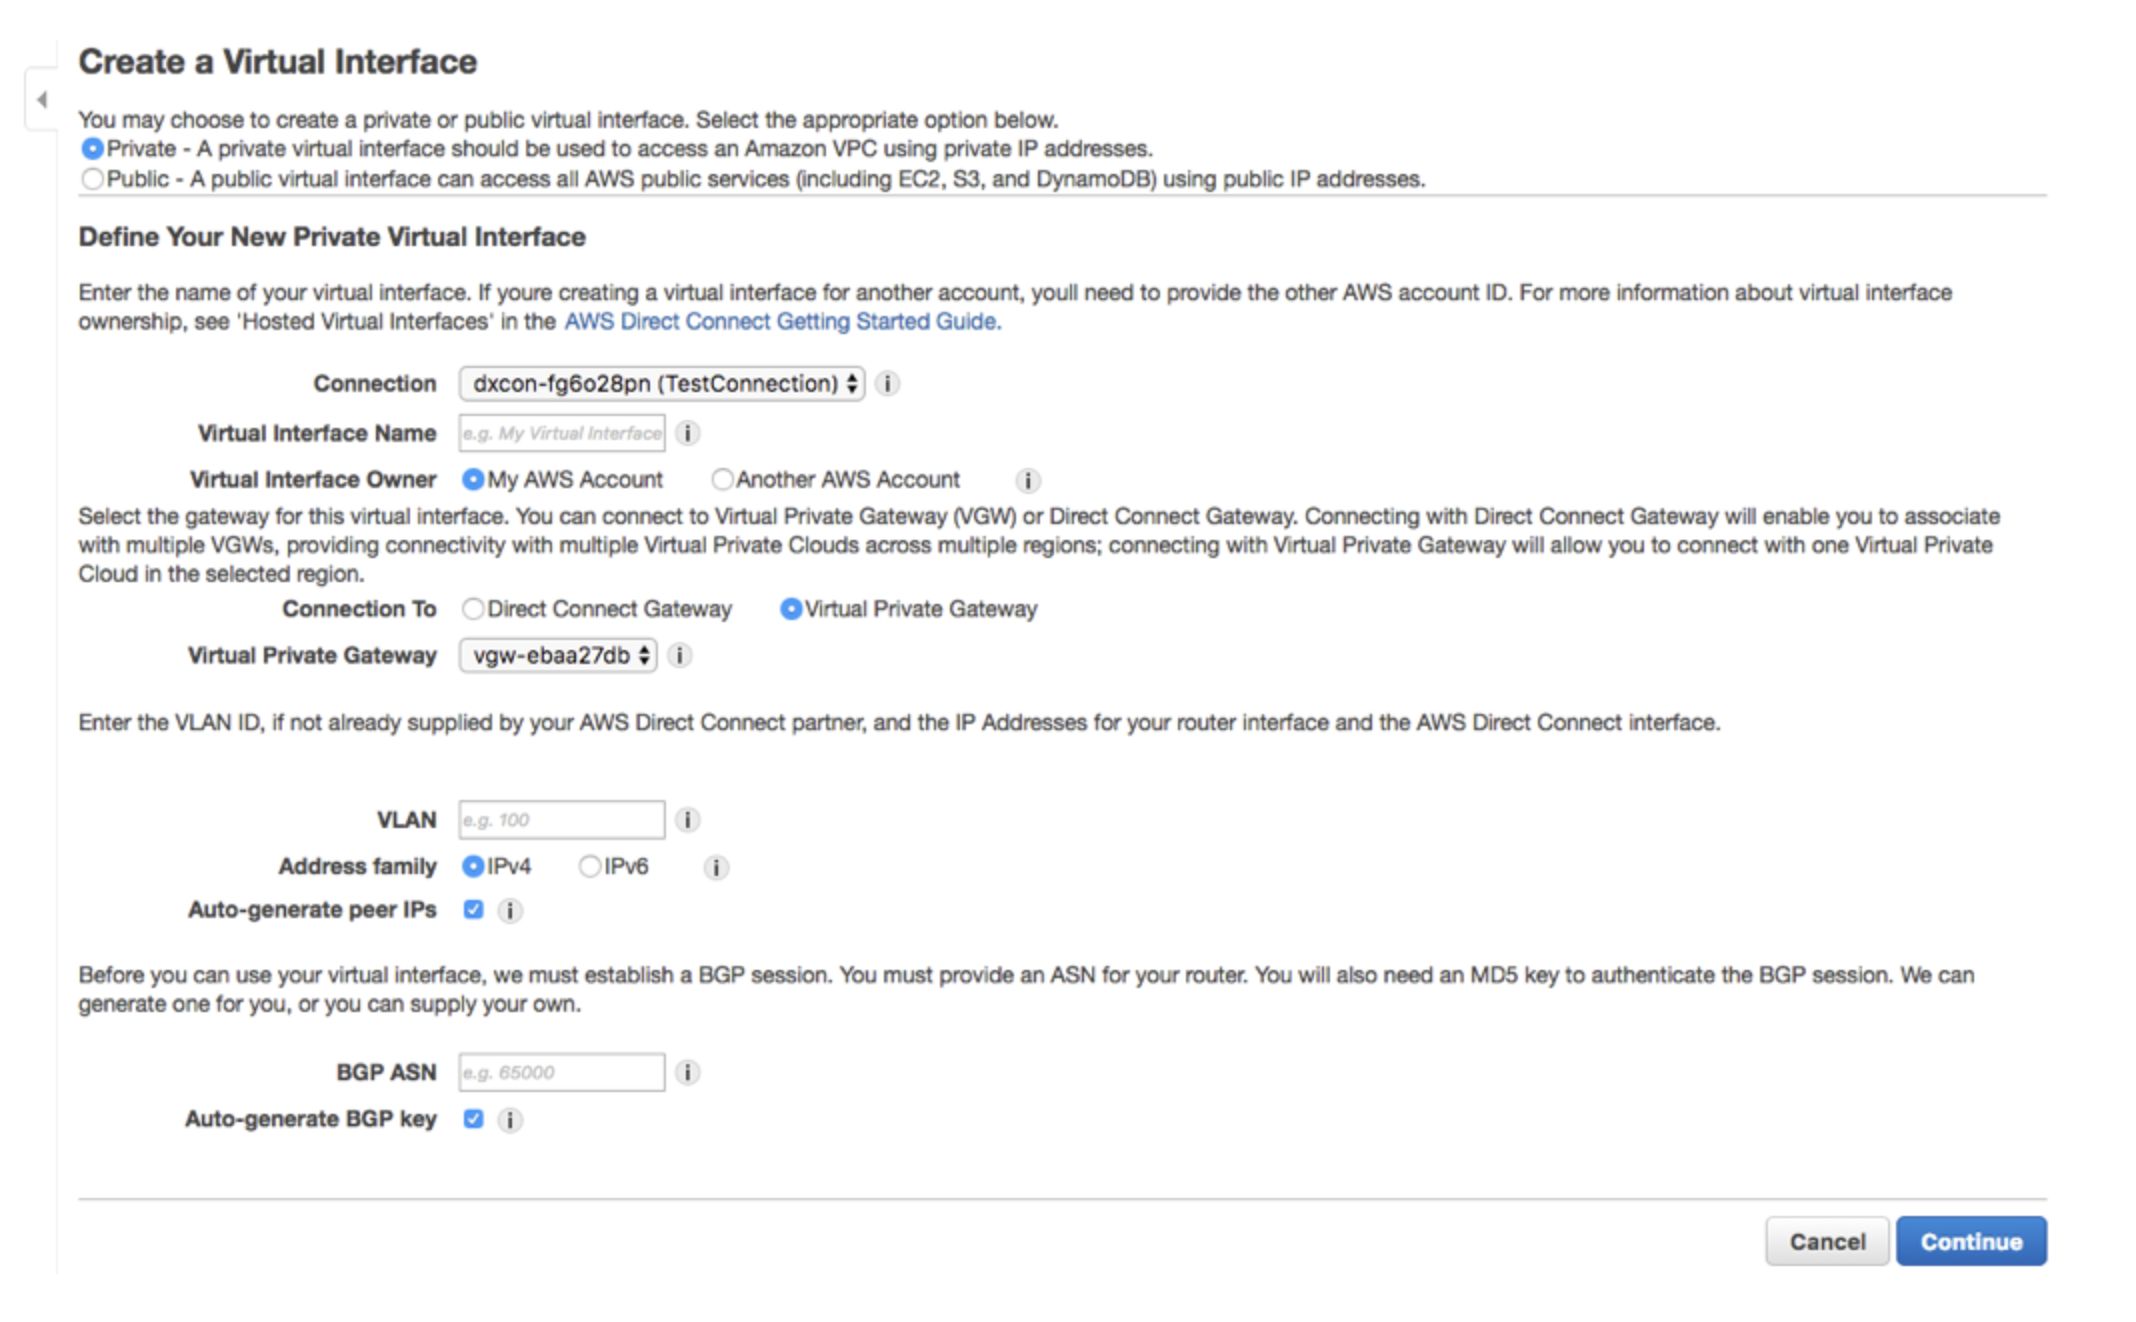 Create a Virtual Interface
You may choose to create a private or public virtual interface. Select the appropriate option below.
Private - A private virtual interface should be used to access an Amazon VPC using private IP addresses.
Public - A public virtual interface can access all AWS public services (including EC2, S3, and DynamoDB) using public IP addresses.
Define Your New Private Virtual Interface
Enter the name of your virtual interface. If youre creating a virtual interface for another account, youll need to provide the other AWS account ID. For more information about virtual interface
ownership, see 'Hosted Virtual Interfaces' in the AWS Direct Connect Getting Started Guide.
Connection dxcon-fg6o28pn (TestConnection) i
Virtual Interface Name e.g. My Virtual Interface i
Virtual Interface Owner My AWS Account Another AWS Account i
Select the gateway for this virtual interface. You can connect to Virtual Private Gateway (VGW) or Direct Connect Gateway. Connecting with Direct Connect Gateway will enable you to associate
with multiple VGWs, providing connectivity with multiple Virtual Private Clouds across multiple regions; connecting with Virtual Private Gateway will allow you to connect with one Virtual Private
Cloud in the selected region.
Connection To Direct Connect Gateway Virtual Private Gateway
Virtual Private Gateway vgw-ebaa27db i
Enter the VLAN ID, if not already supplied by your AWS Direct Connect partner, and the IP Addresses for your router interface and the AWS Direct Connect interface.
VLAN e.g. 100 i
Address family IPv4 IPv6 i
Auto-generate peer IPs i
Before you can use your virtual interface, we must establish a BGP session. You must provide an ASN for your router. You will also need an MD5 key to authenticate the BGP session. We can
generate one for you, or you can supply your own.
BGP ASN e.g. 65000 i
Auto-generate BGP key i
Cancel Continue